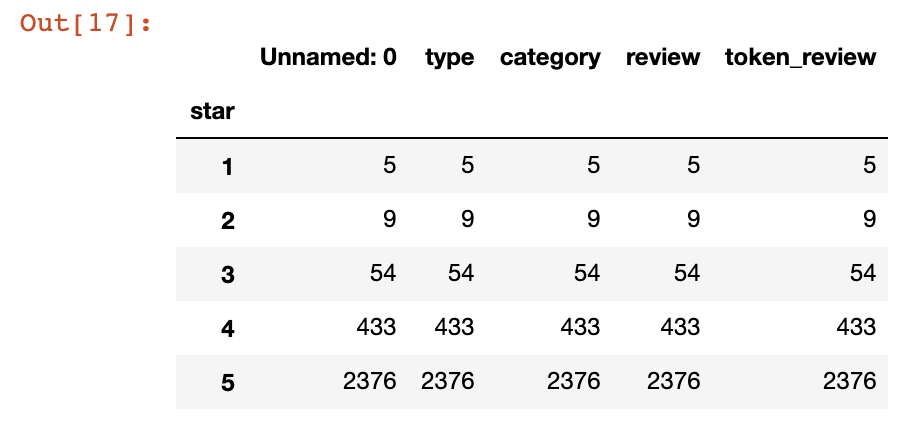 Out[17]:
Unnamed: 0 type category review token_review
star
1 5 5 5 5 5
2 9 9 9 9 9
3 54 54 54 54 54
4 433 433 433 433 433
5 2376 2376 2376 2376 2376